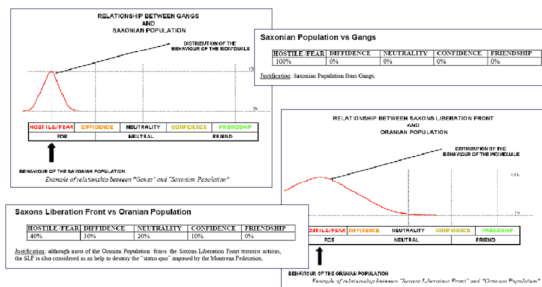 RELATIONSHIP BETWEEN GANGS
AND
SAXONIAN POPULATION
DISTRIBUTION OF THE
BEHAVIOUR OF THE INDIVIDUALS
HOSTILE/FEAR DIFFIDENCE NEUTRALITY CONFIDENCE FRIENDSHIP
FOE NEUTRAL FRIEND
BEHAVIOUR OF THE SAXONIAN POPULATION
Example of relationship between "Gangs" and "Saxonian Population"
Saxonian Population vs Gangs
HOSTILE /FEAR DIFFIDENCE NEUTRALITY CONFIDENCE FRIENDSHIP
100% 0% 0% 0% 0%
Justification: Saxonian Population fears Gangs.
RELATIONSHIP BETWEEN SAXONS LIBERATION FRONT
AND
ORANIAN POPULATION
DISTRIBUTION OF THE
BEHAVIOUR OF THE INDIVIDUALS
HOSTILE/FEAR DIFFIDENCE NEUTRALITY CONFIDENCE FRIENDSHIP
FOE NEUTRAL FRIEND
BEHAVIOUR OF THE ORANIAN POPULATION
Example of relationship between "Saxons Liberation Front" and "Oranian Population"
Saxons Liberation Front vs Oranian Population
HOSTILE /FEAR DIFFIDENCE NEUTRALITY CONFIDENCE FRIENDSHIP
40% 30% 20% 10% 0%
Justification: although most of the Oranian Population fears the Saxons Liberation Front terrorist actions,
the SLF is also considered as an help to destroy the "status quo" imposed by the Federation.